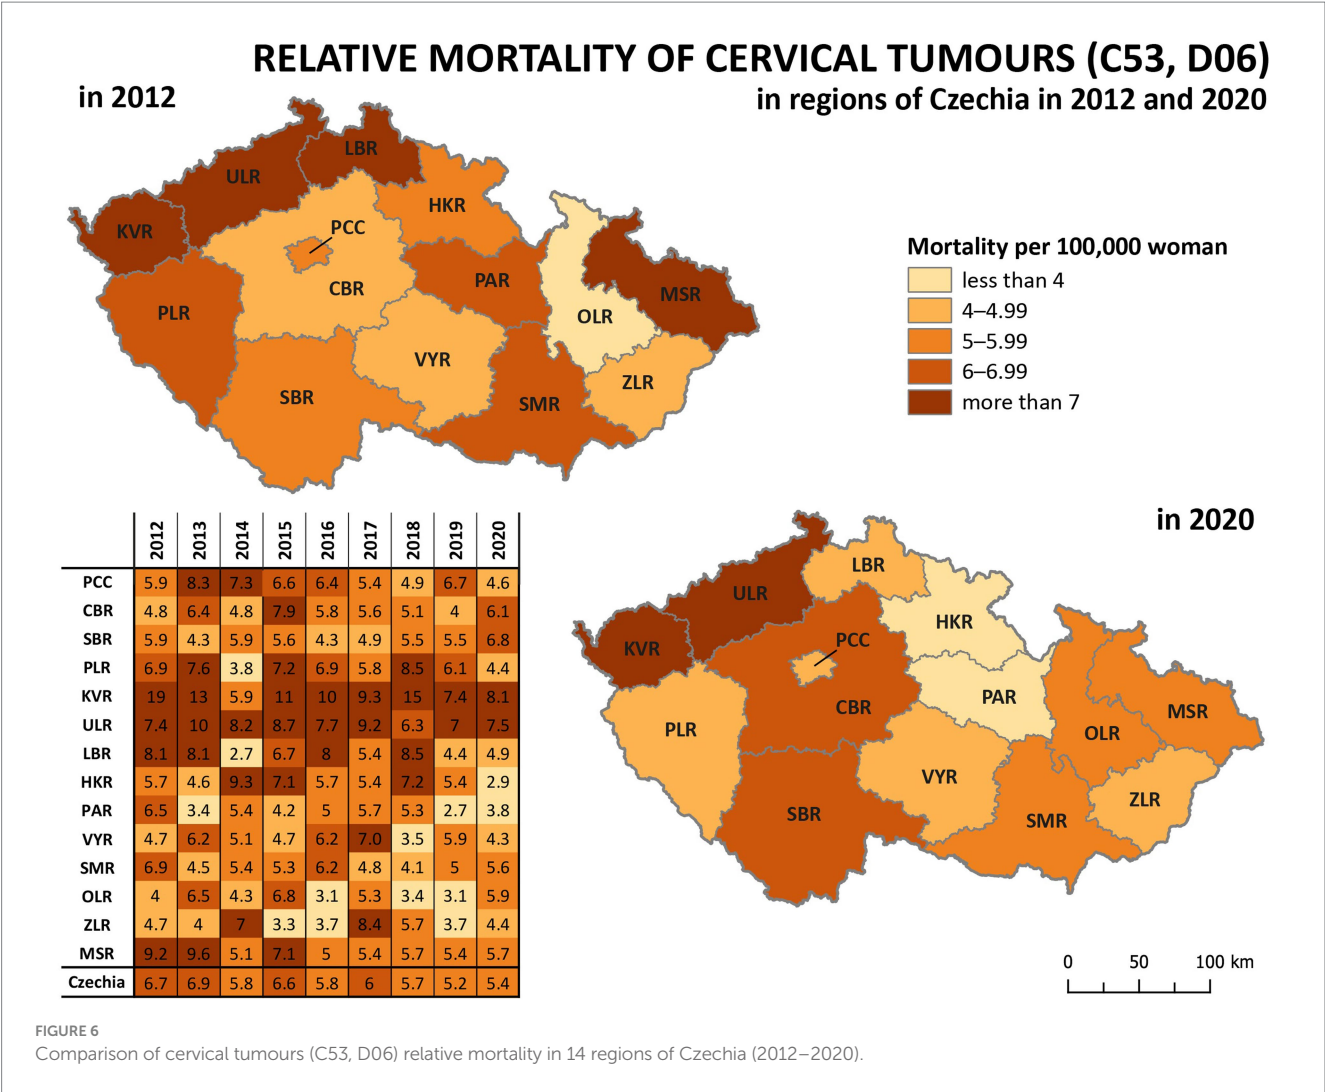 RELATIVE MORTALITY OF CERVICAL TUMOURS (C53, D06)
in regions of Czechia in 2012 and 2020
in 2012
LBR
ULR
HKR
KVR
PCC
PAR
CBR
MSR
PLR
OLR
VYR
ZLR
SBR
SMR
Mortality per 100,000 woman
less than 4
4–4.99
5–5.99
6–6.99
more than 7
2012 2013 2014 2015 2016 2017 2018 2019 2020
PCC 5.9 8.3 7.3 6.6 6.4 5.4 4.9 6.7 4.6
CBR 4.8 6.4 4.8 7.9 5.8 5.6 5.1 4 6.1
SBR 5.9 4.3 5.9 5.6 4.3 4.9 5.5 5.5 6.8
PLR 6.9 7.6 3.8 7.2 6.9 5.8 8.5 6.1 4.4
KVR 19 13 5.9 11 10 9.3 15 7.4 8.1
ULR 7.4 10 8.2 8.7 7.7 9.2 6.3 7 7.5
LBR 8.1 8.1 2.7 6.7 8 5.4 8.5 4.4 4.9
HKR 5.7 4.6 9.3 7.1 5.7 5.4 7.2 5.4 2.9
PAR 6.5 3.4 5.4 4.2 5 5.7 5.3 2.7 3.8
VYR 4.7 6.2 5.1 4.7 6.2 7.0 3.5 5.9 4.3
SMR 6.9 4.5 5.4 5.3 6.2 4.8 4.1 5 5.6
OLR 4 6.5 4.3 6.8 3.1 5.3 3.4 3.1 5.9
ZLR 4.7 4 7 3.3 3.7 8.4 5.7 3.7 4.4
MSR 9.2 9.6 5.1 7.1 5 5.4 5.7 5.4 5.7
Czechia 6.7 6.9 5.8 6.6 5.8 6 5.7 5.2 5.4
in 2020
LBR
ULR
HKR
PCC
KVR
PAR
CBR
MSR
PLR
OLR
VYR
ZLR
SBR
SMR
0 50 100 km
FIGURE 6
Comparison of cervical tumours (C53, D06) relative mortality in 14 regions of Czechia (2012–2020).